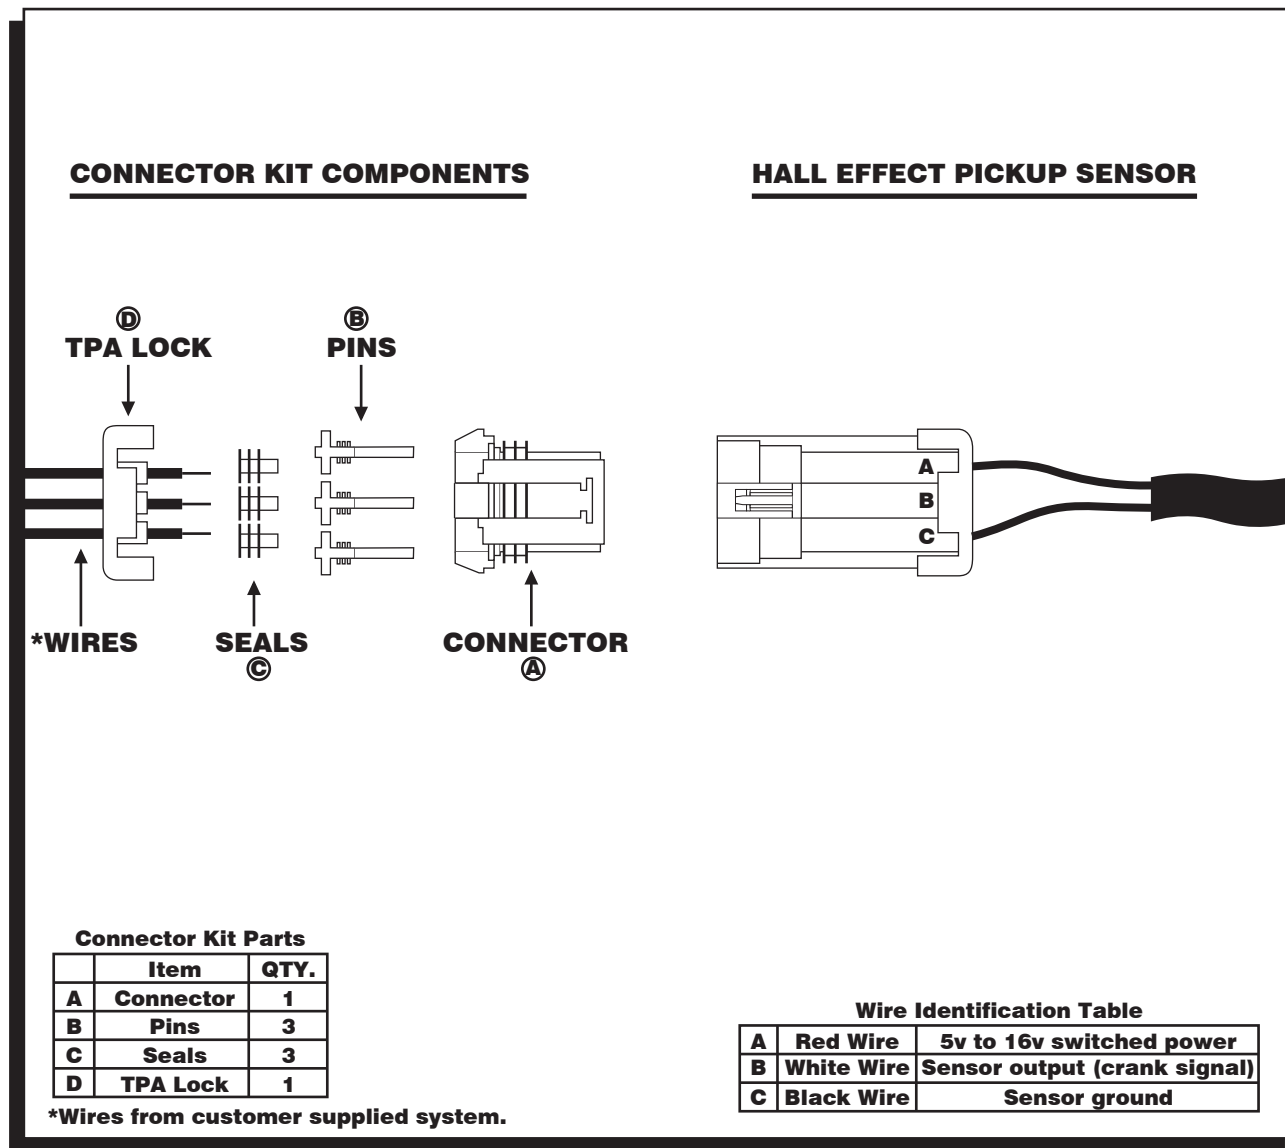 CONNECTOR KIT COMPONENTS
HALL EFFECT PICKUP SENSOR
D
TPA LOCK
B
PINS
A
B
C
*WIRES
SEALS
C
CONNECTOR
A
Connector Kit Parts
Item QTY.
A Connector 1
B Pins 3
C Seals 3
D TPA Lock 1
*Wires from customer supplied system.
Wire Identification Table
A Red Wire 5v to 16v switched power
B White Wire Sensor output (crank signal)
C Black Wire Sensor ground